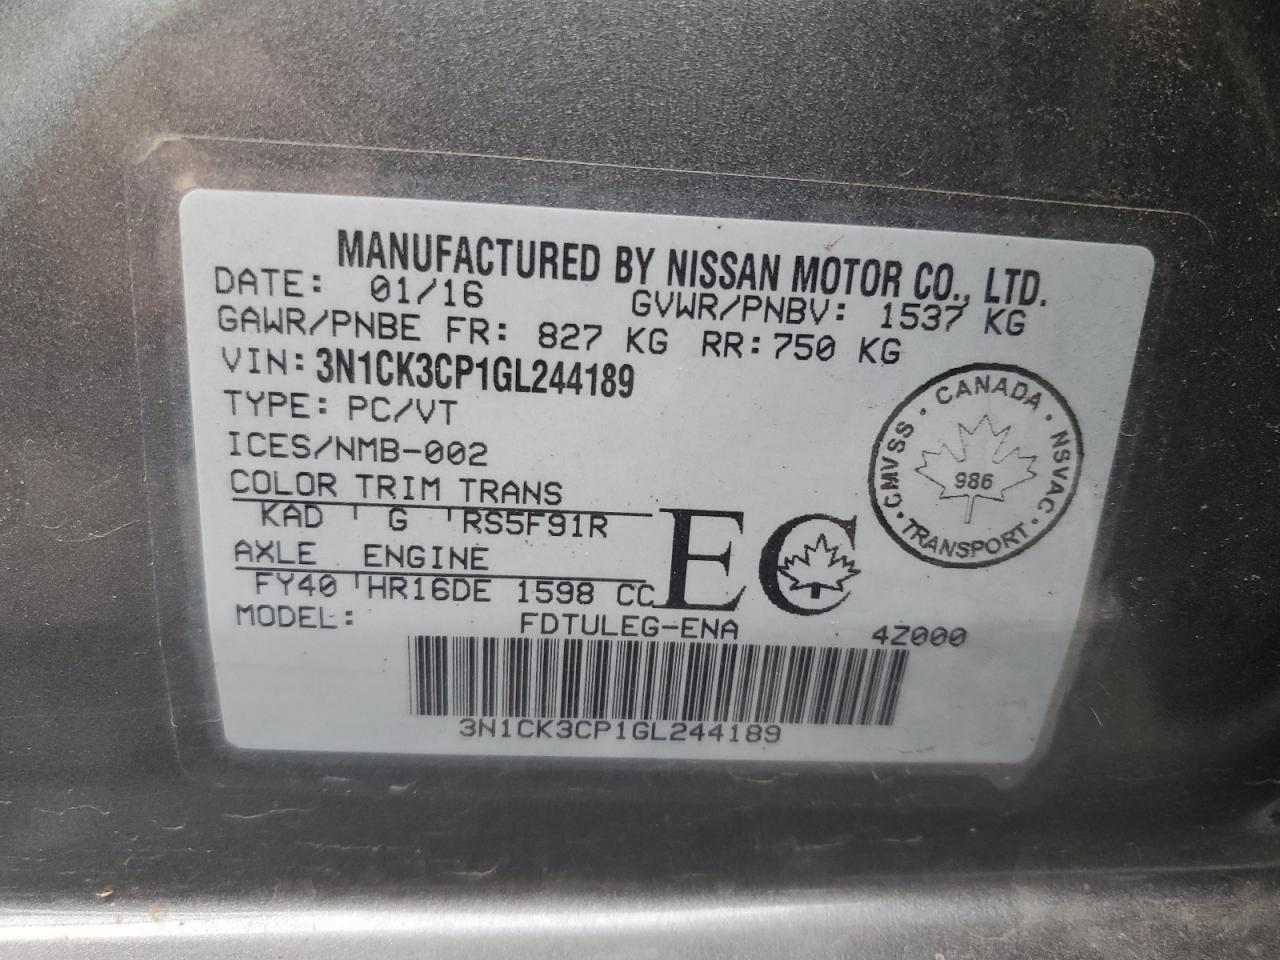 MANUFACTURED BY NISSAN MOTOR CO., LTD.
DATE: 01/16 GVWR/PNBV: 1537 KG
GAWR/PNBE FR: 827 KG RR: 750 KG
VIN: 3N1CK3CP1GL244189
TYPE: PC/VT
ICES/NMB-002
COLOR TRIM TRANS
KAD G RS5F91R
AXLE ENGINE
FY40 HR16DE 1598 CC
MODEL: FDTULEG-ENA 4Z000
EC
CMVSS · CANADA · NSVAC · TRANSPORT ·
986
3N1CK3CP1GL244189